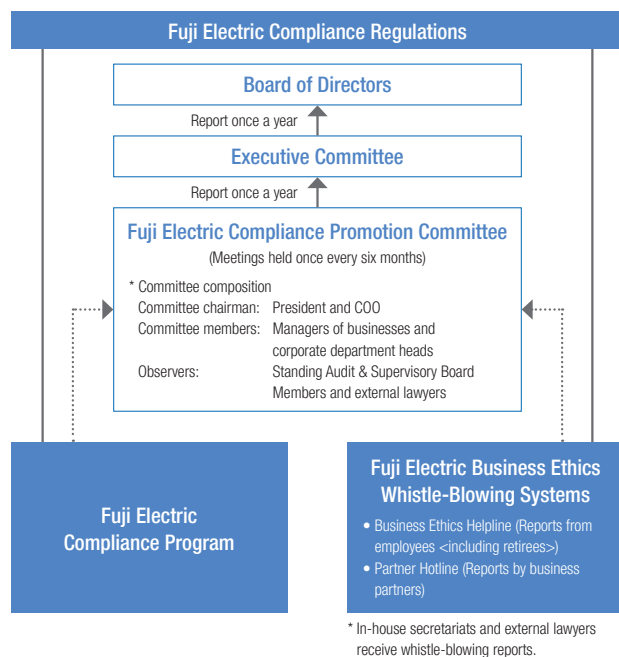 Fuji Electric Compliance Regulations
Board of Directors
Report once a year
Executive Committee
Report once a year
Fuji Electric Compliance Promotion Committee
(Meetings held once every six months)
* Committee composition
Committee chairman: President and COO
Committee members: Managers of businesses and
corporate department heads
Observers: Standing Audit & Supervisory Board
Members and external lawyers
Fuji Electric
Compliance Program
Fuji Electric Business Ethics
Whistle-Blowing Systems
• Business Ethics Helpline (Reports from
employees <including retirees>)
• Partner Hotline (Reports by business
partners)
* In-house secretariats and external lawyers
receive whistle-blowing reports.